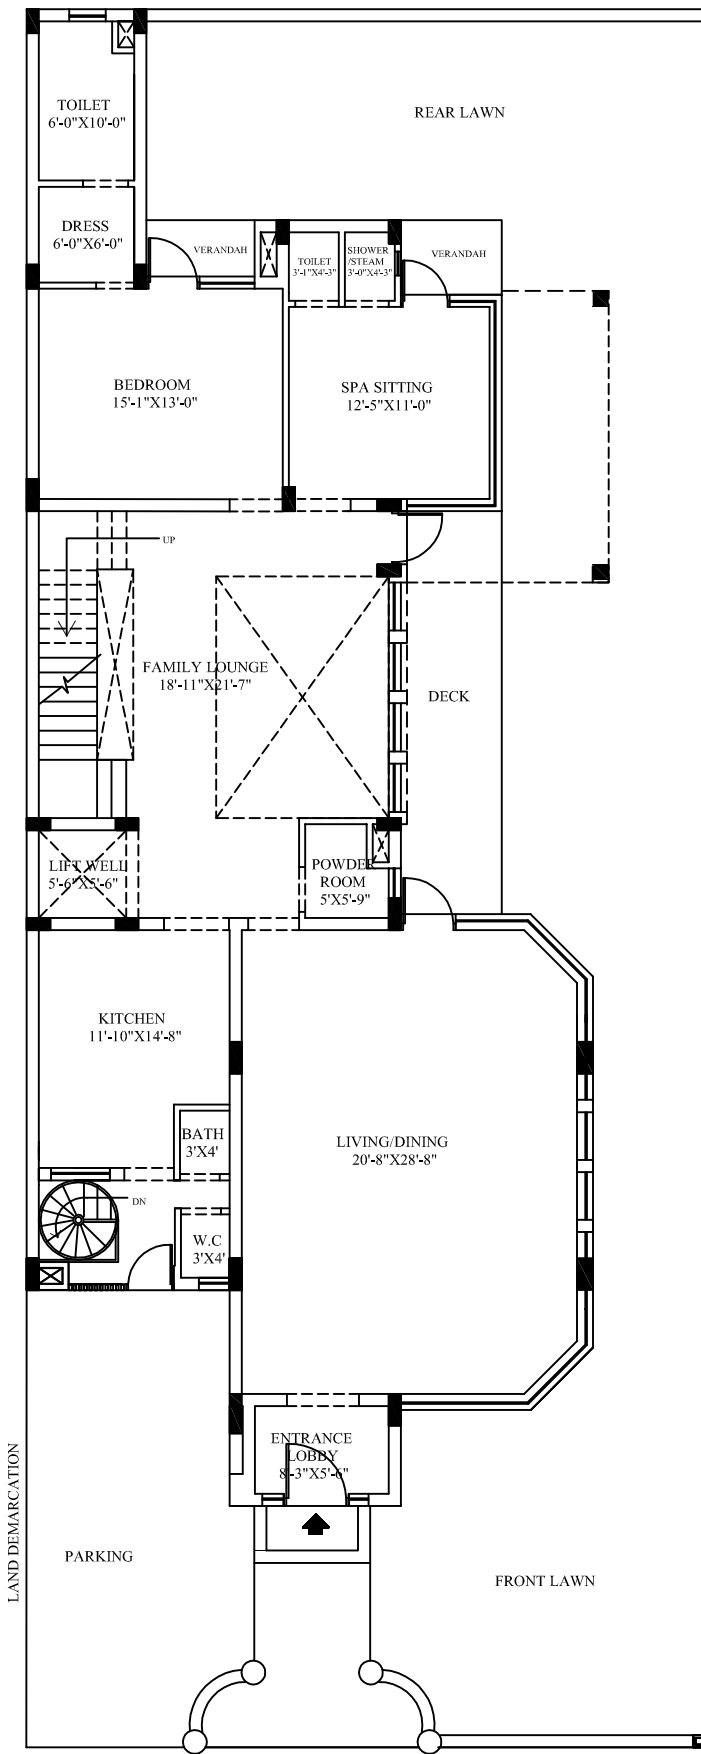 TOILET
6'-0"X10'-0"
REAR LAWN
DRESS
6'-0"X6'-0"
VERANDAH
TOILET
3'-1"X4'-3"
SHOWER
/STEAM
3'-0"X4'-3"
VERANDAH
BEDROOM
15'-1"X13'-0"
SPA SITTING
12'-5"X11'-0"
UP
FAMILY LOUNGE
18'-11"X21'-7"
DECK
LIFT WELL
5'-6"X5'-6"
POWDER
ROOM
5'X5'-9"
KITCHEN
11'-10"X14'-8"
BATH
3'X4'
LIVING/DINING
20'-8"X28'-8"
DN
W.C
3'X4'
ENTRANCE
LOBBY
8'-3"X5'-6"
LAND DEMARCATION
PARKING
FRONT LAWN